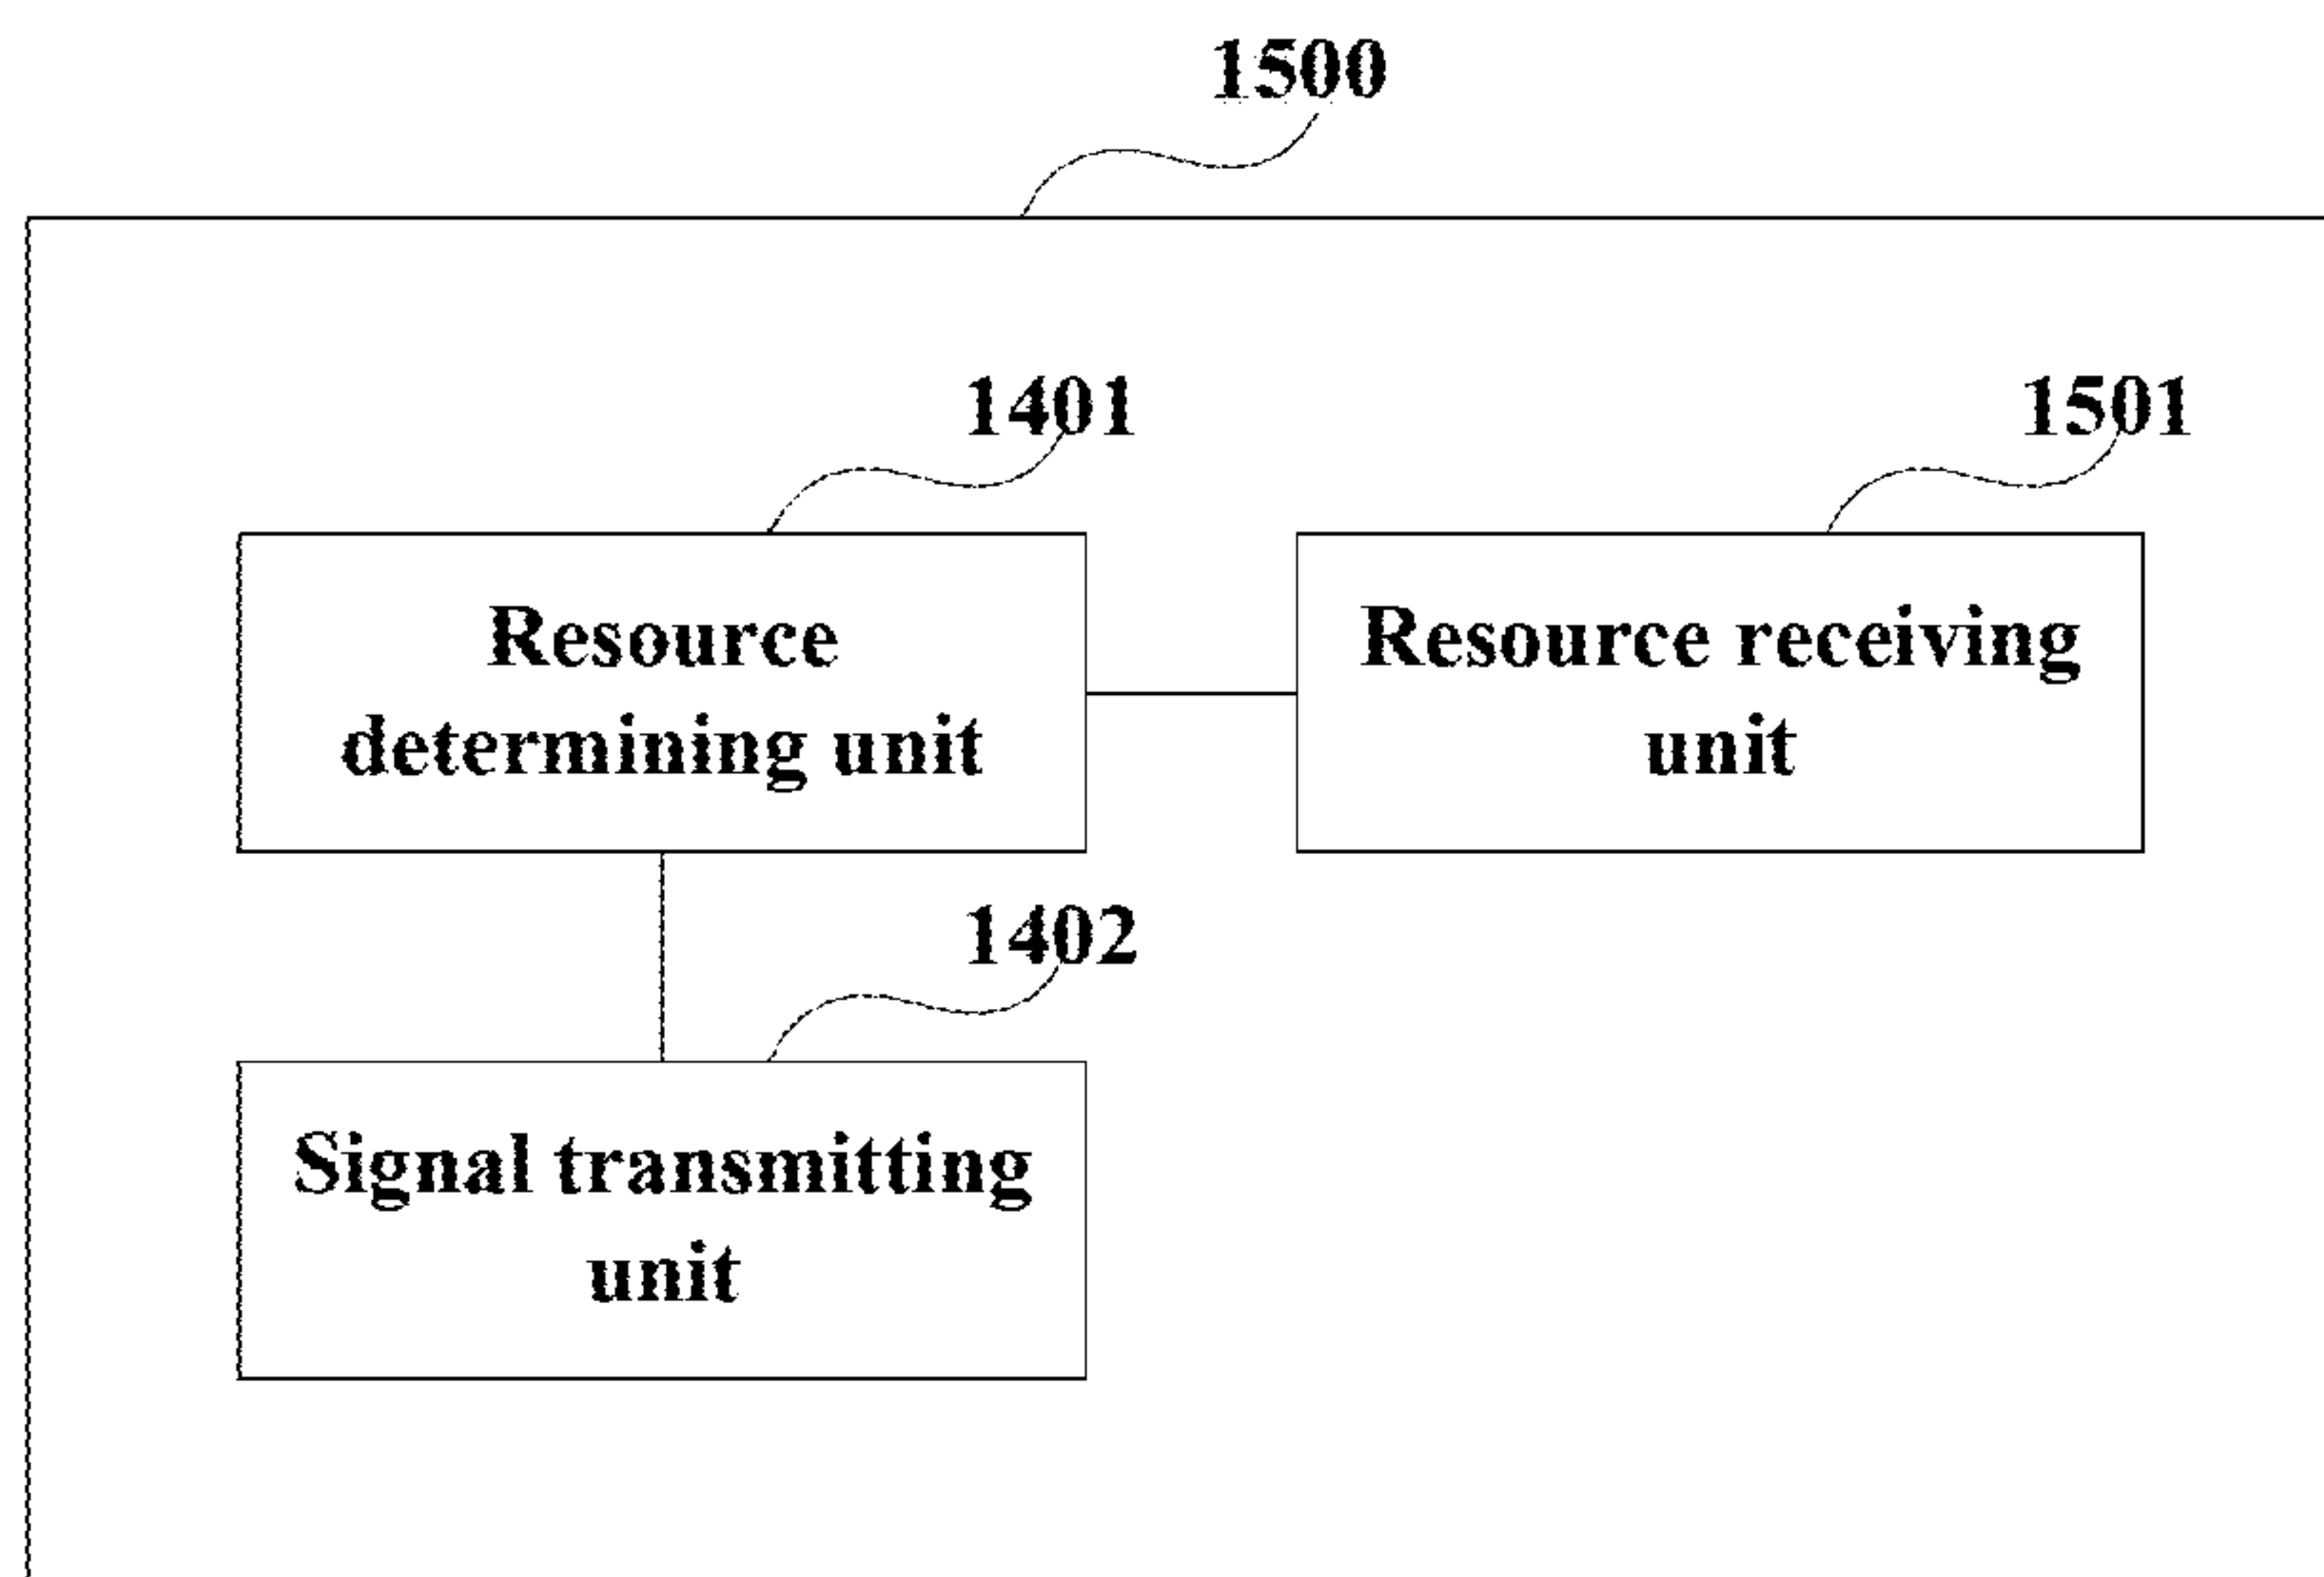 1500
1401
1501
Resource
determining unit
Resource receiving
unit
1402
Signal transmitting
unit